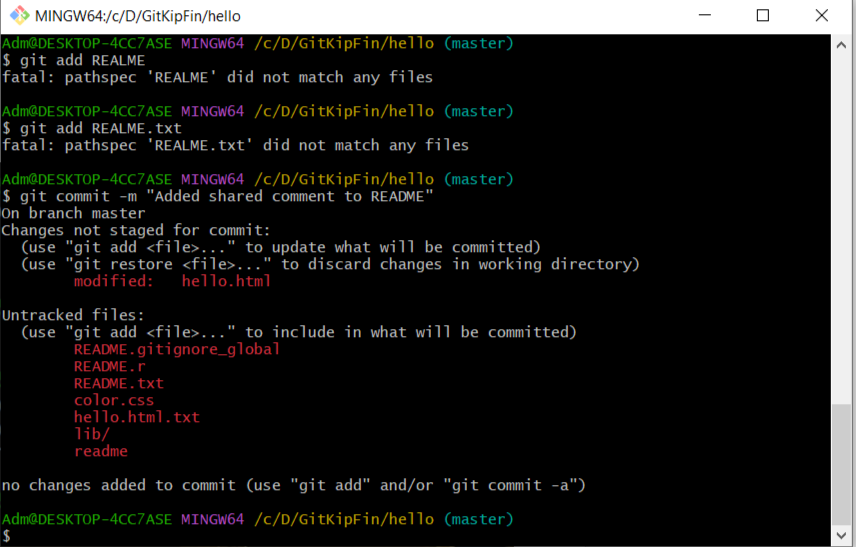 MINGW64:/c/D/GitKipFin/hello
Adm@DESKTOP-4CC7ASE MINGW64 /c/D/GitKipFin/hello (master)
$ git add REALME
fatal: pathspec 'REALME' did not match any files
Adm@DESKTOP-4CC7ASE MINGW64 /c/D/GitKipFin/hello (master)
$ git add REALME.txt
fatal: pathspec 'REALME.txt' did not match any files
Adm@DESKTOP-4CC7ASE MINGW64 /c/D/GitKipFin/hello (master)
$ git commit -m "Added shared comment to README"
On branch master
Changes not staged for commit:
  (use "git add <file>..." to update what will be committed)
  (use "git restore <file>..." to discard changes in working directory)
        modified:   hello.html
Untracked files:
  (use "git add <file>..." to include in what will be committed)
        README.gitignore_global
        README.r
        README.txt
        color.css
        hello.html.txt
        lib/
        readme
no changes added to commit (use "git add" and/or "git commit -a")
Adm@DESKTOP-4CC7ASE MINGW64 /c/D/GitKipFin/hello (master)
$